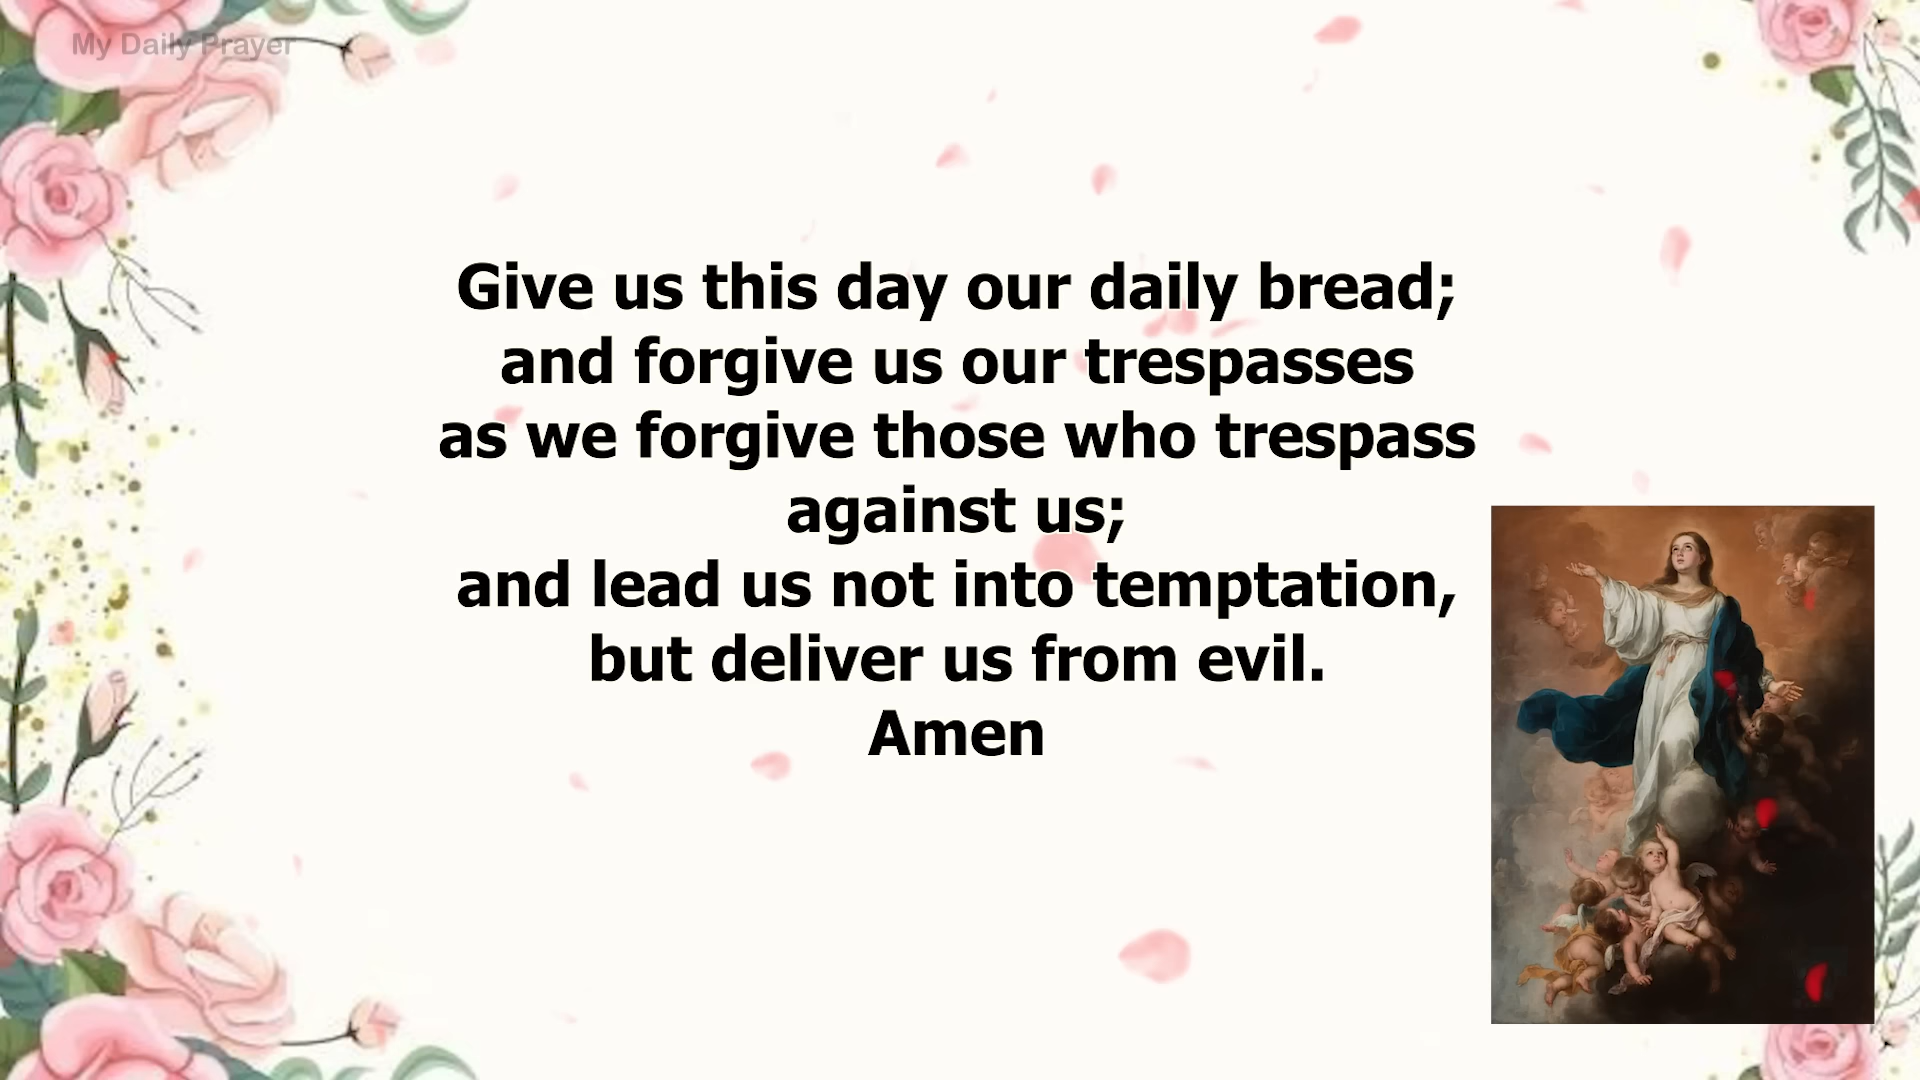 My Daily Prayer
Give us this day our daily bread;
and forgive us our trespasses
as we forgive those who trespass
against us;
and lead us not into temptation,
but deliver us from evil.
Amen